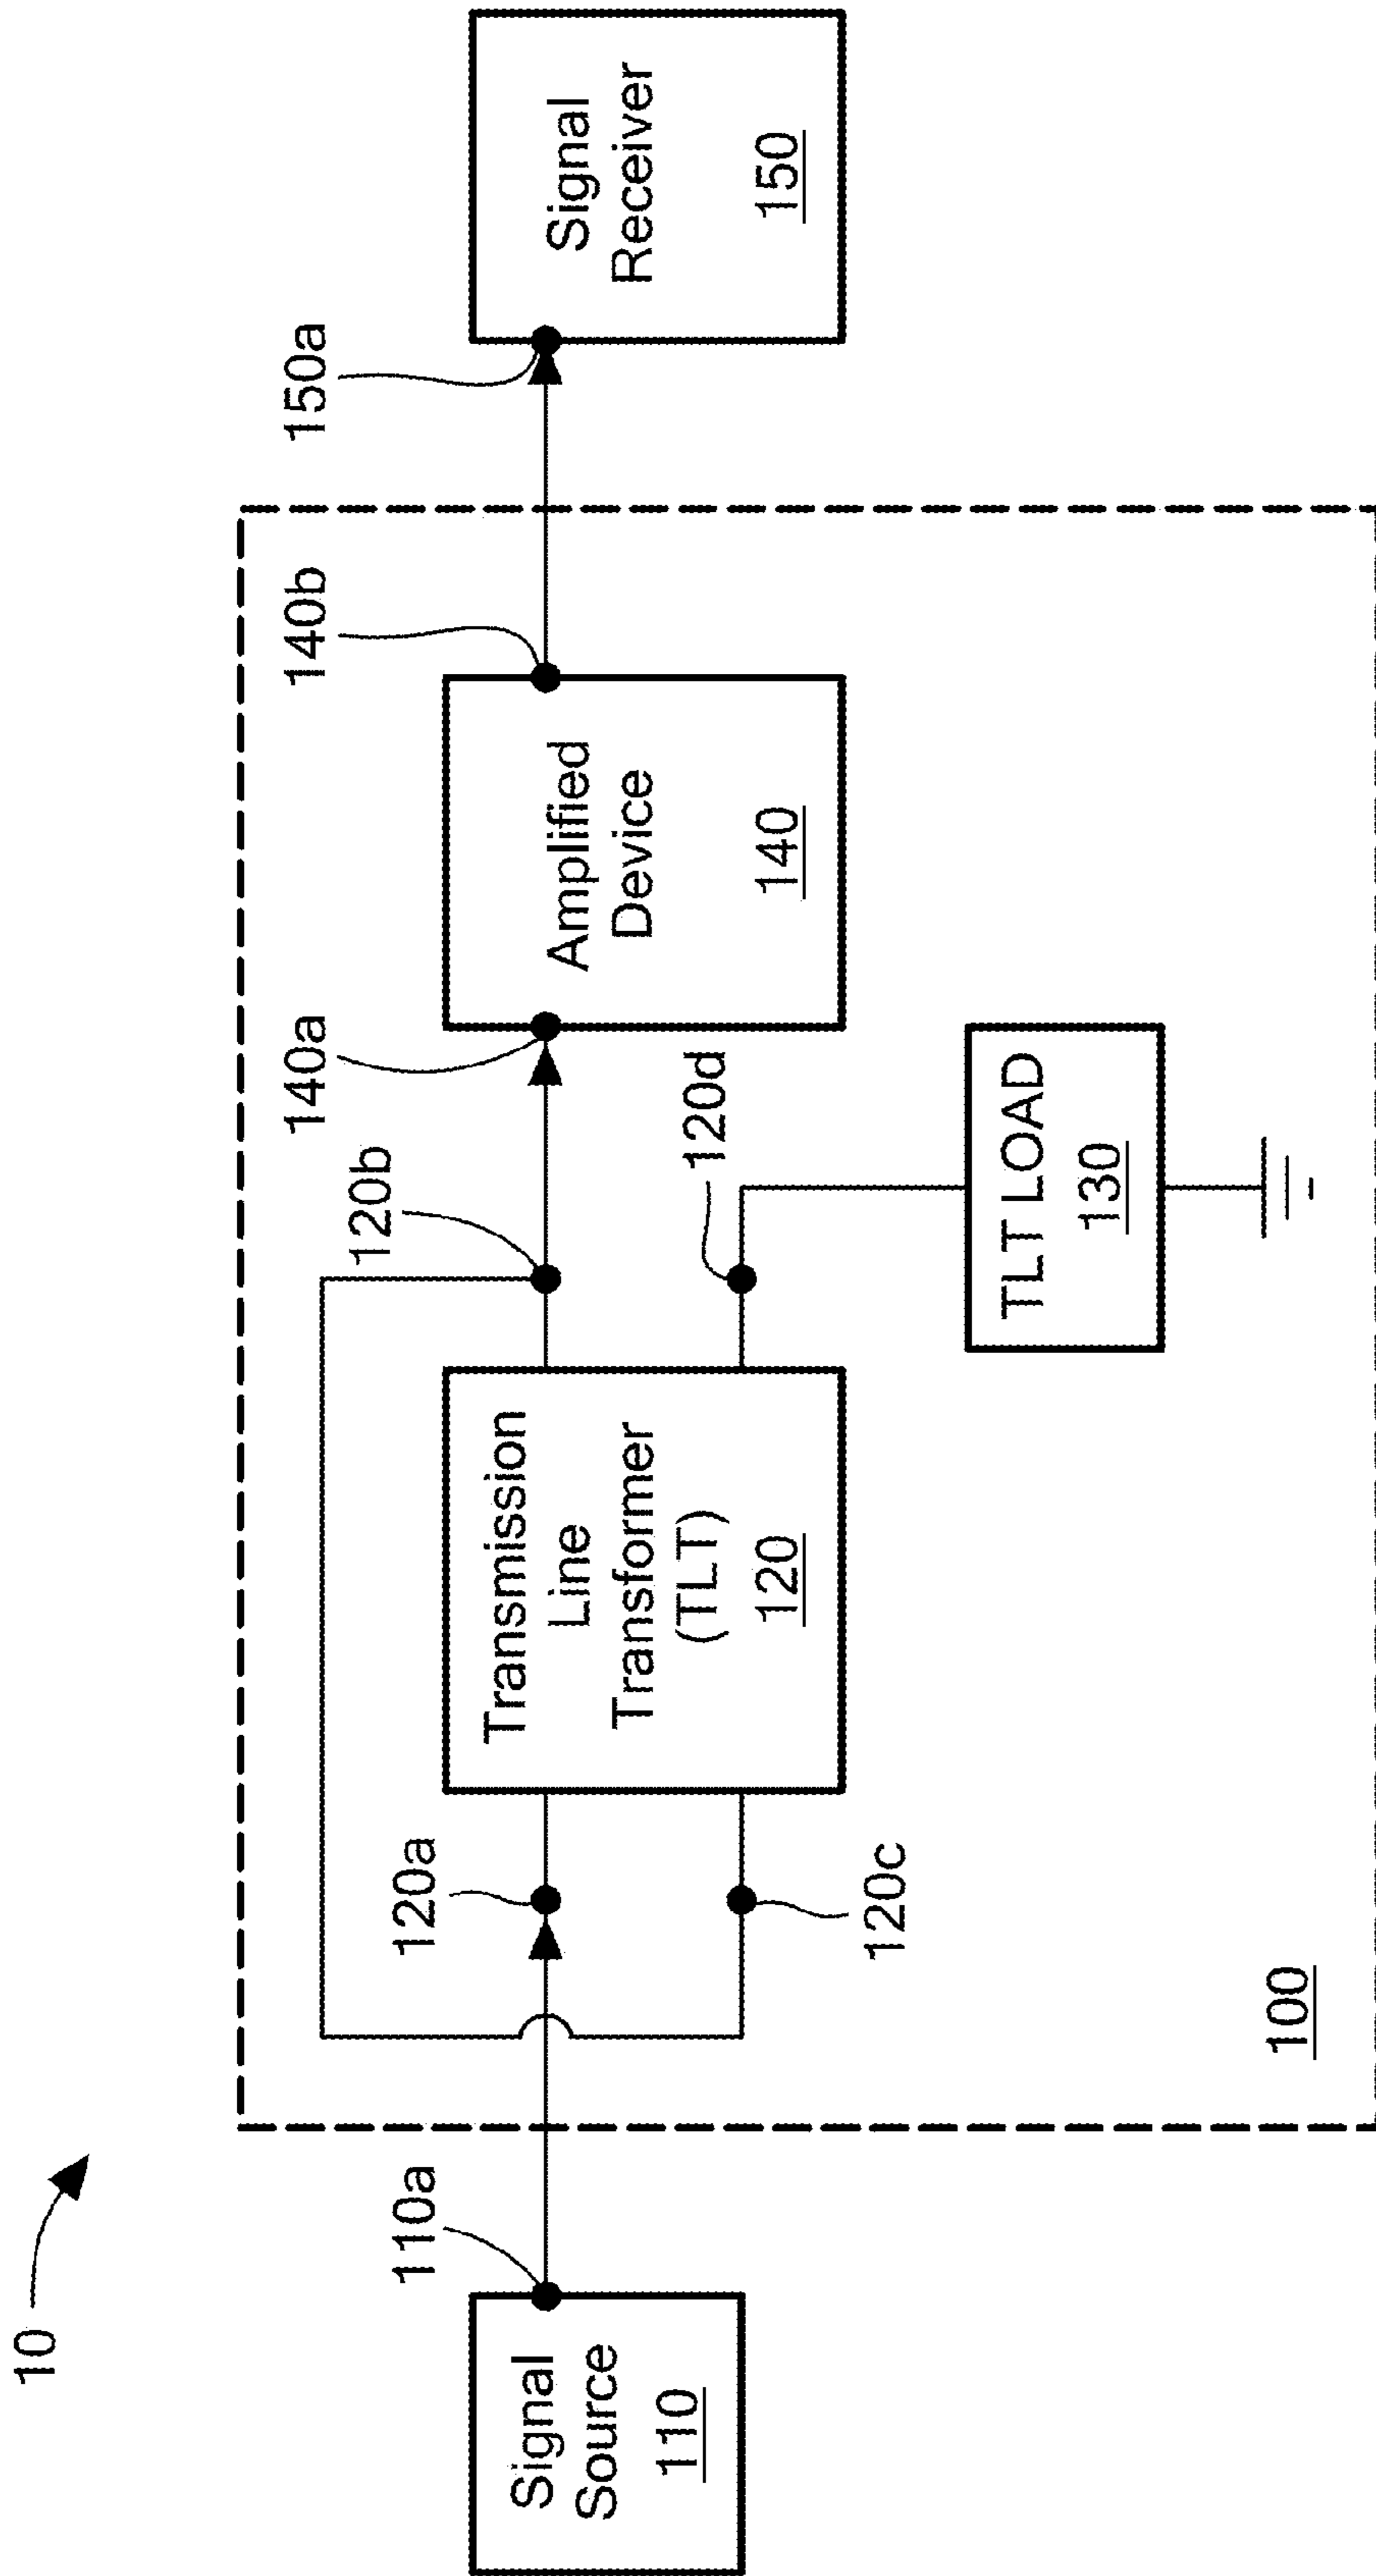 10
Signal
Source
110
110a
120a
120c
Transmission
Line
Transformer
(TLT)
120
120b
120d
TLT LOAD
130
140a
Amplified
Device
140
140b
150a
Signal
Receiver
150
100